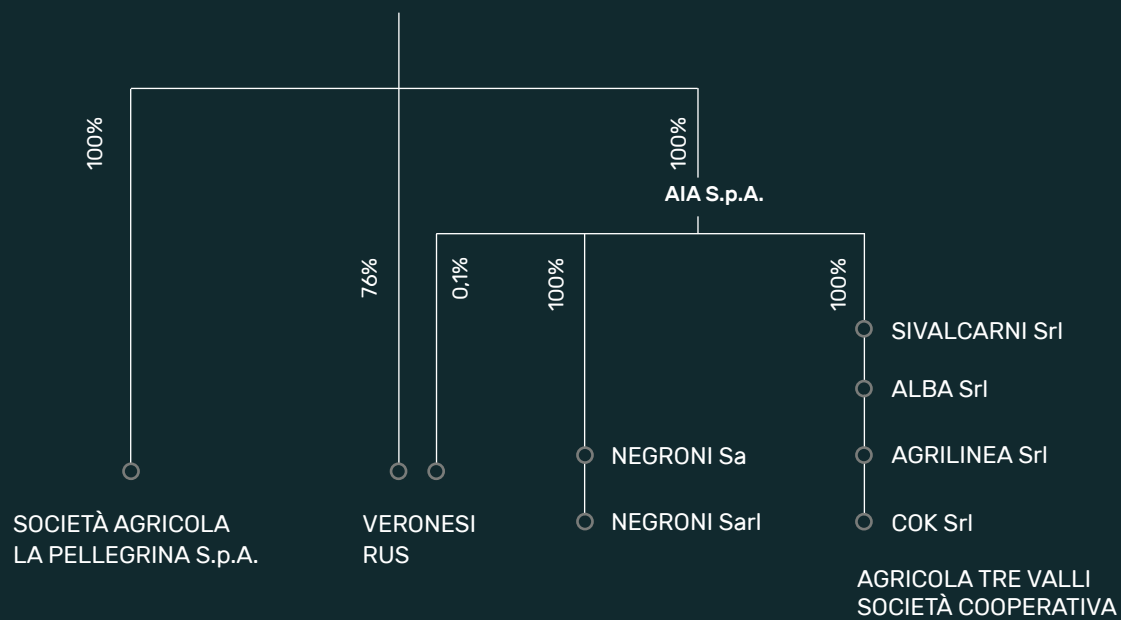 100%
100%
AIA S.p.A.
76%
0,1%
100%
100%
SIVALCARNI Srl
ALBA Srl
NEGRONI Sa
AGRILINEA Srl
SOCIETÀ AGRICOLA
LA PELLEGRINA S.p.A.
VERONESI
RUS
NEGRONI Sarl
COK Srl
AGRICOLA TRE VALLI
SOCIETÀ COOPERATIVA